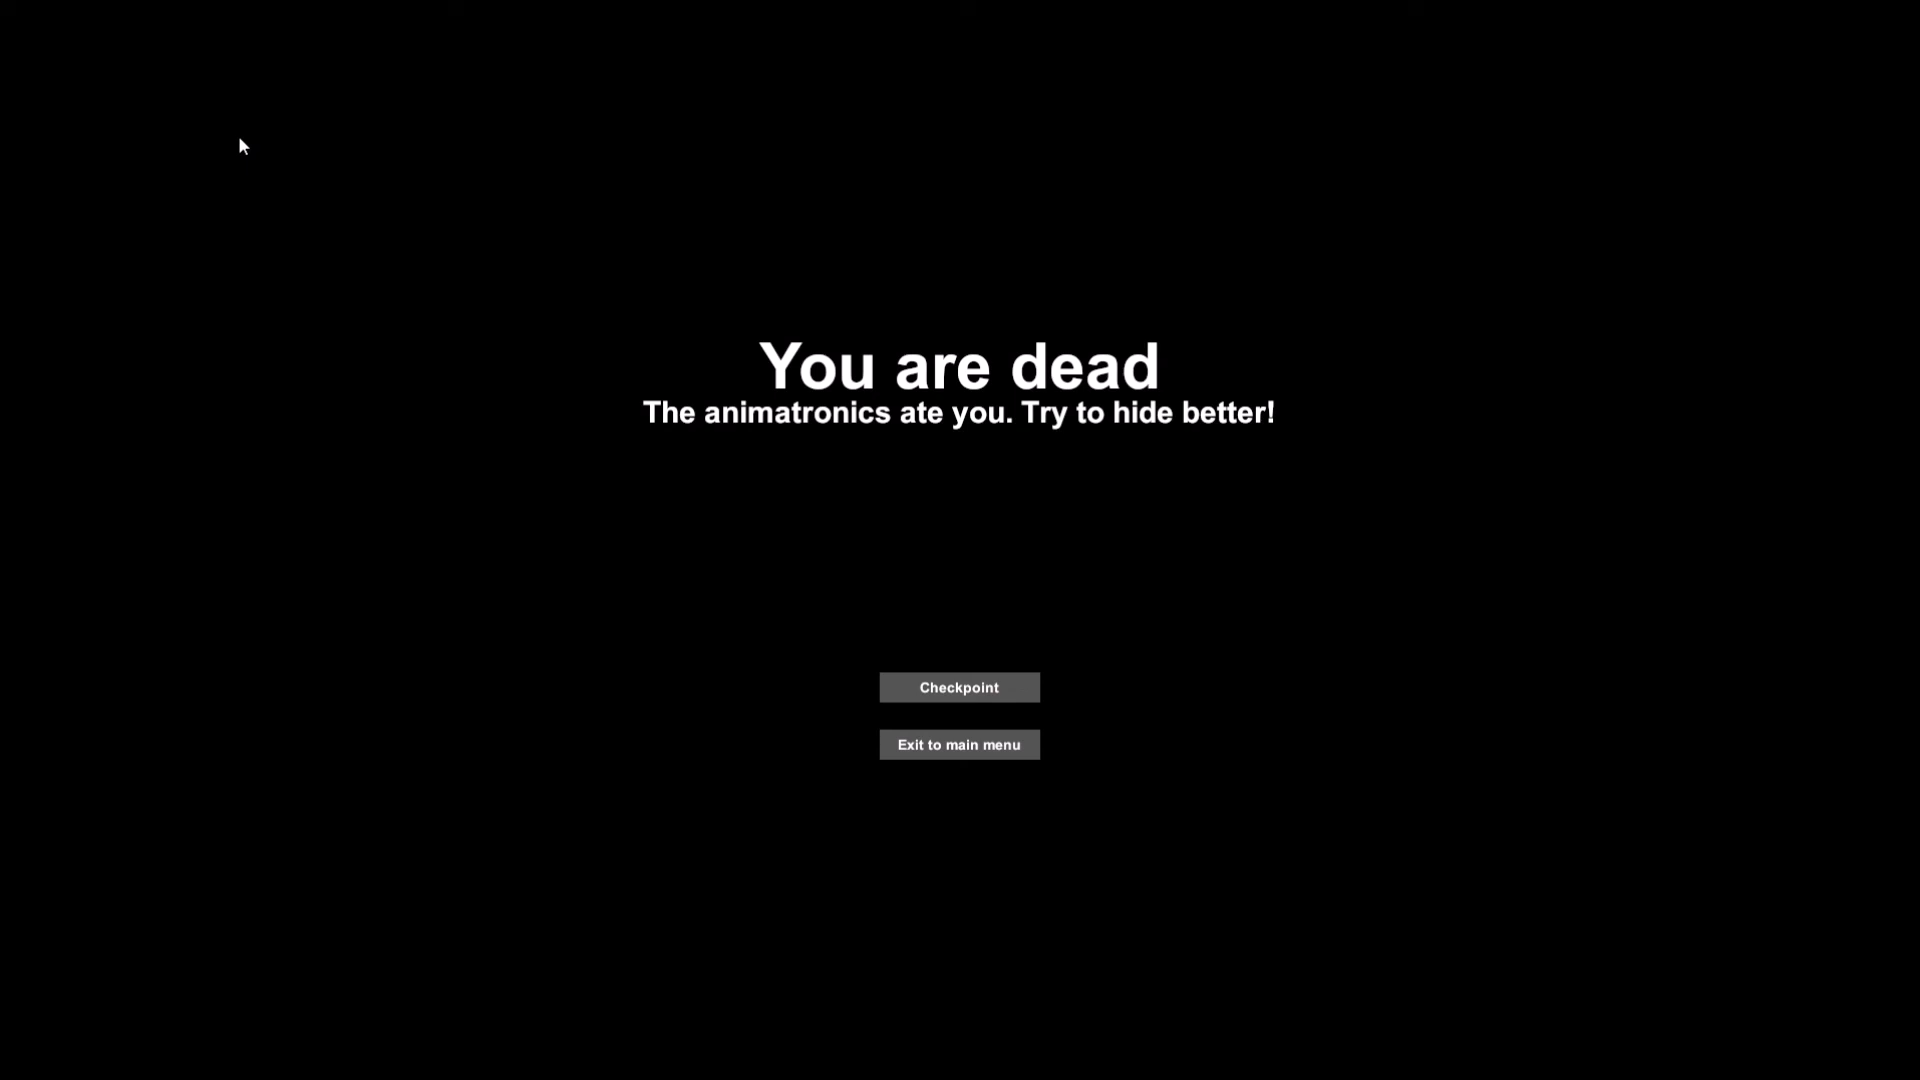 You are dead
The animatronics ate you. Try to hide better!
Checkpoint
Exit to main menu